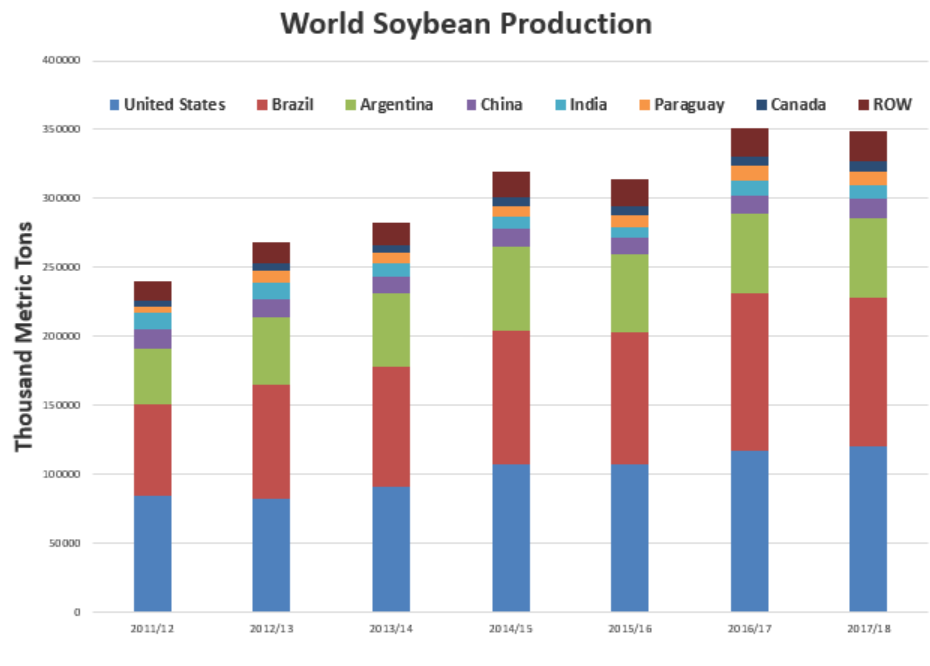 World Soybean Production
400000
United States Brazil Argentina China India Paraguay Canada ROW
350000
300000
250000
200000
150000
100000
50000
0
Thousand Metric Tons
2011/12 2012/13 2013/14 2014/15 2015/16 2016/17 2017/18